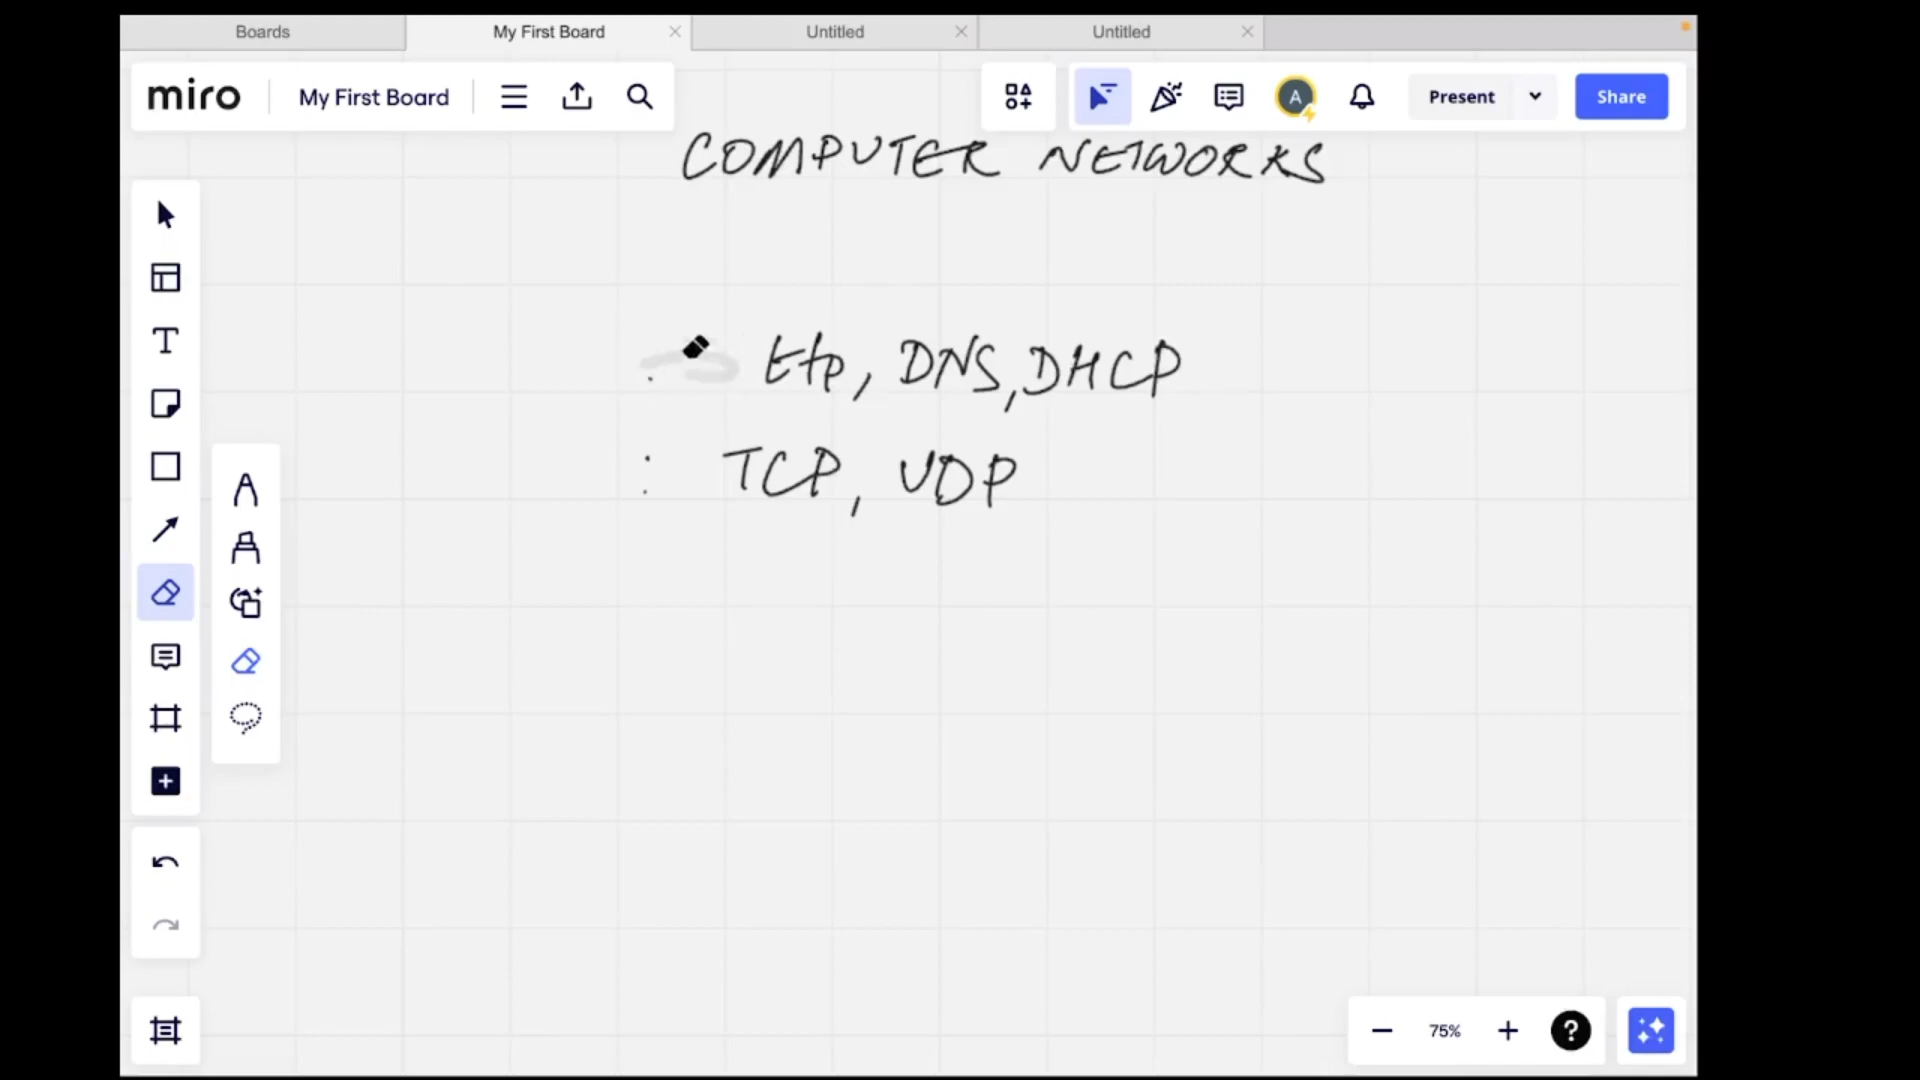 Boards My First Board Untitled Untitled
miro My First Board A Present Share
COMPUTER NETWORKS
: ftp, DNS, DHCP
: TCP, UDP
75% ?